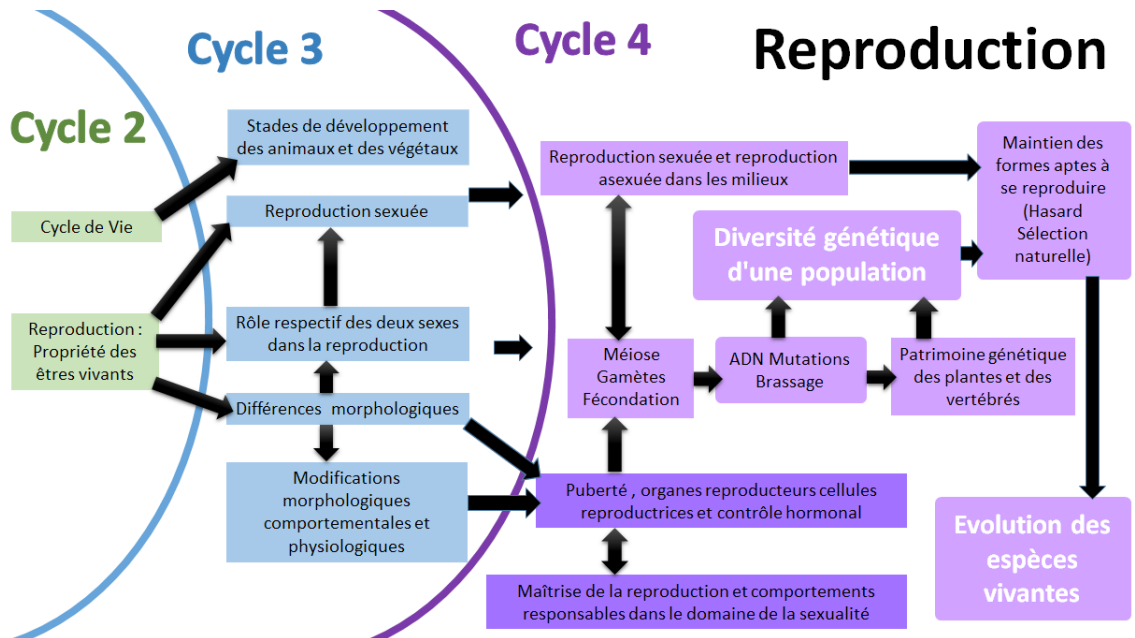 Cycle 2
Cycle 3
Cycle 4
Reproduction
Cycle de Vie
Reproduction :
Propriété des
êtres vivants
Stades de développement
des animaux et des végétaux
Reproduction sexuée
Rôle respectif des deux sexes
dans la reproduction
Différences morphologiques
Modifications
morphologiques
comportementales et
physiologiques
Reproduction sexuée et reproduction
asexuée dans les milieux
Maintien des
formes aptes à
se reproduire
(Hasard
Sélection
naturelle)
Diversité génétique
d'une population
Méiose
Gamètes
Fécondation
ADN Mutations
Brassage
Patrimoine génétique
des plantes et des
vertébrés
Puberté , organes reproducteurs cellules
reproductrices et contrôle hormonal
Maîtrise de la reproduction et comportements
responsables dans le domaine de la sexualité
Evolution des
espèces
vivantes